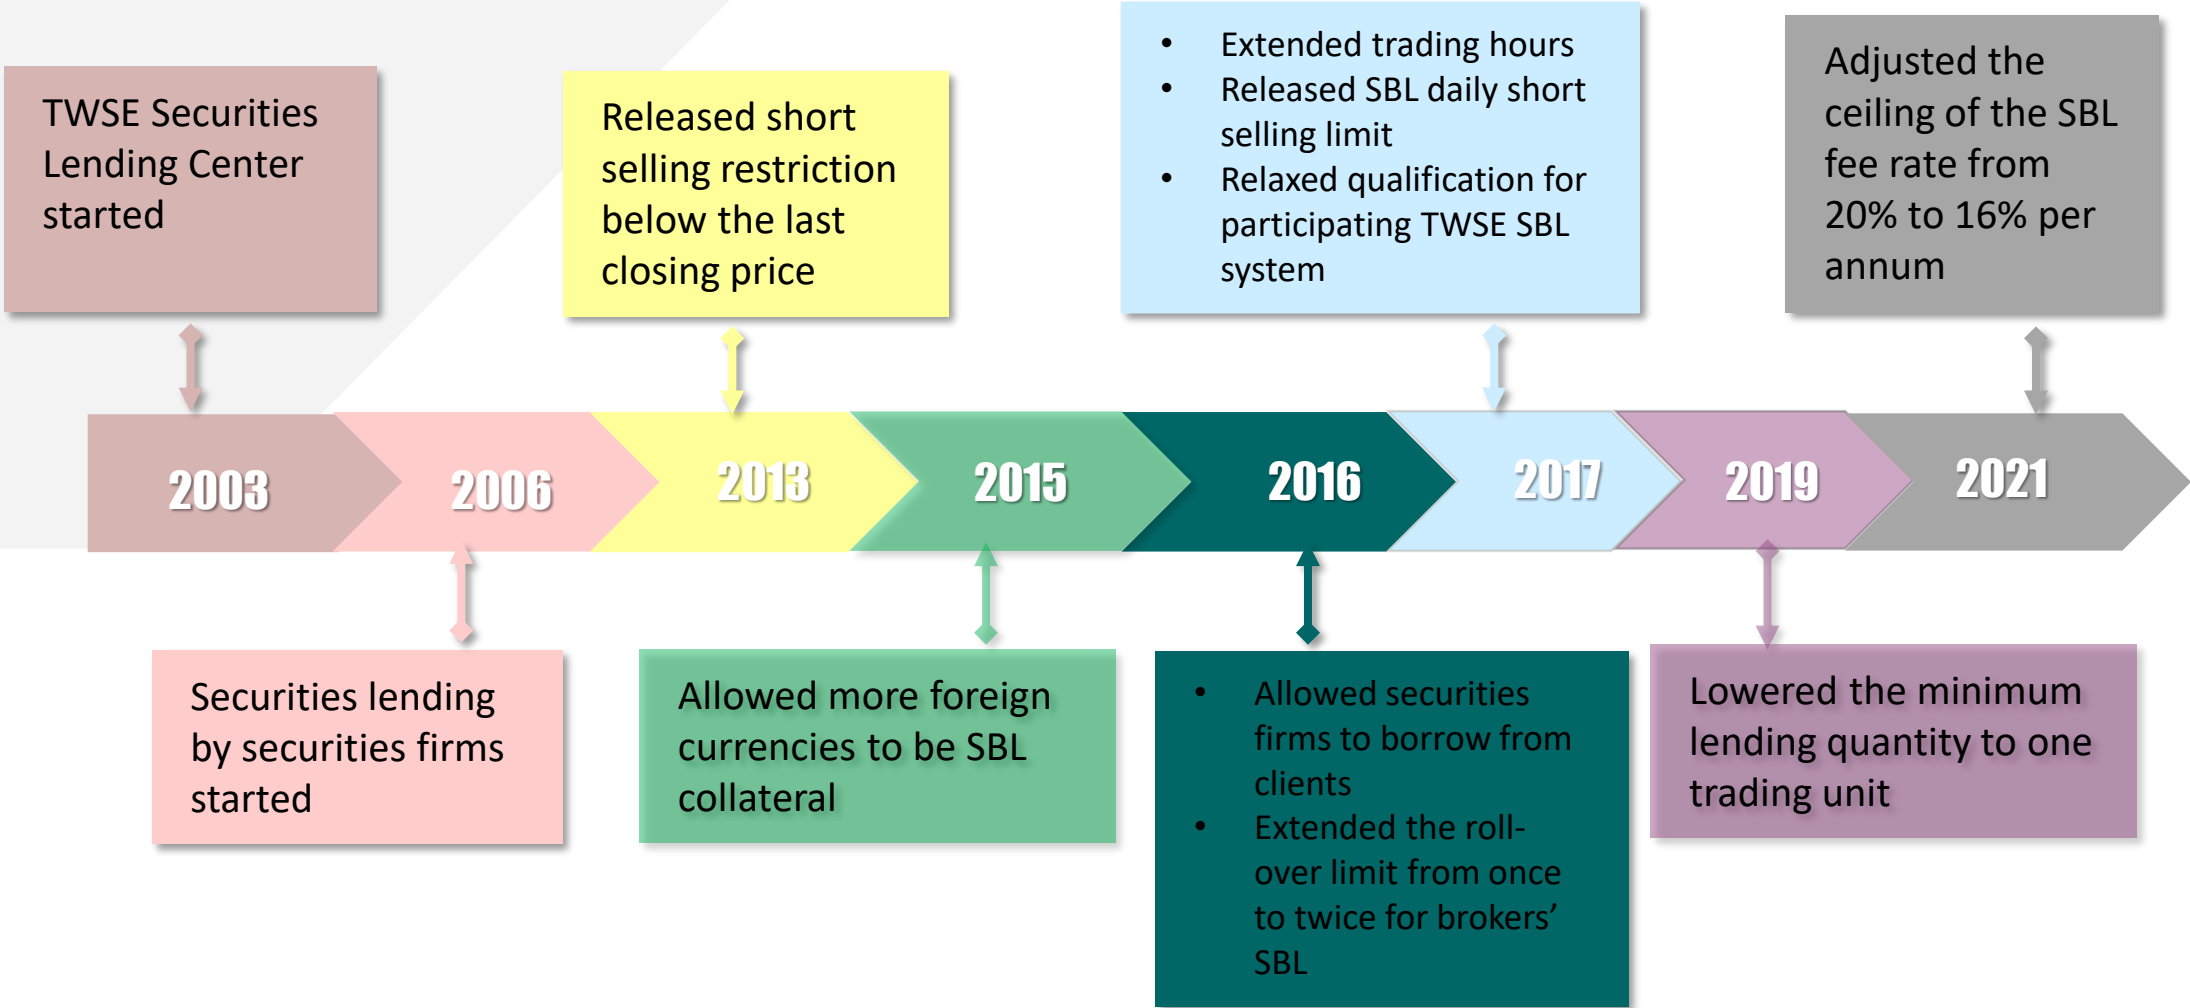 TWSE Securities
Lending Center
started
Released short
selling restriction
below the last
closing price
• Extended trading hours
• Released SBL daily short
selling limit
• Relaxed qualification for
participating TWSE SBL
system
Adjusted the
ceiling of the SBL
fee rate from
20% to 16% per
annum
2003
2006
2013
2015
2016
2017
2019
2021
Securities lending
by securities firms
started
Allowed more foreign
currencies to be SBL
collateral
• Allowed securities
firms to borrow from
clients
• Extended the roll-
over limit from once
to twice for brokers’
SBL
Lowered the minimum
lending quantity to one
trading unit